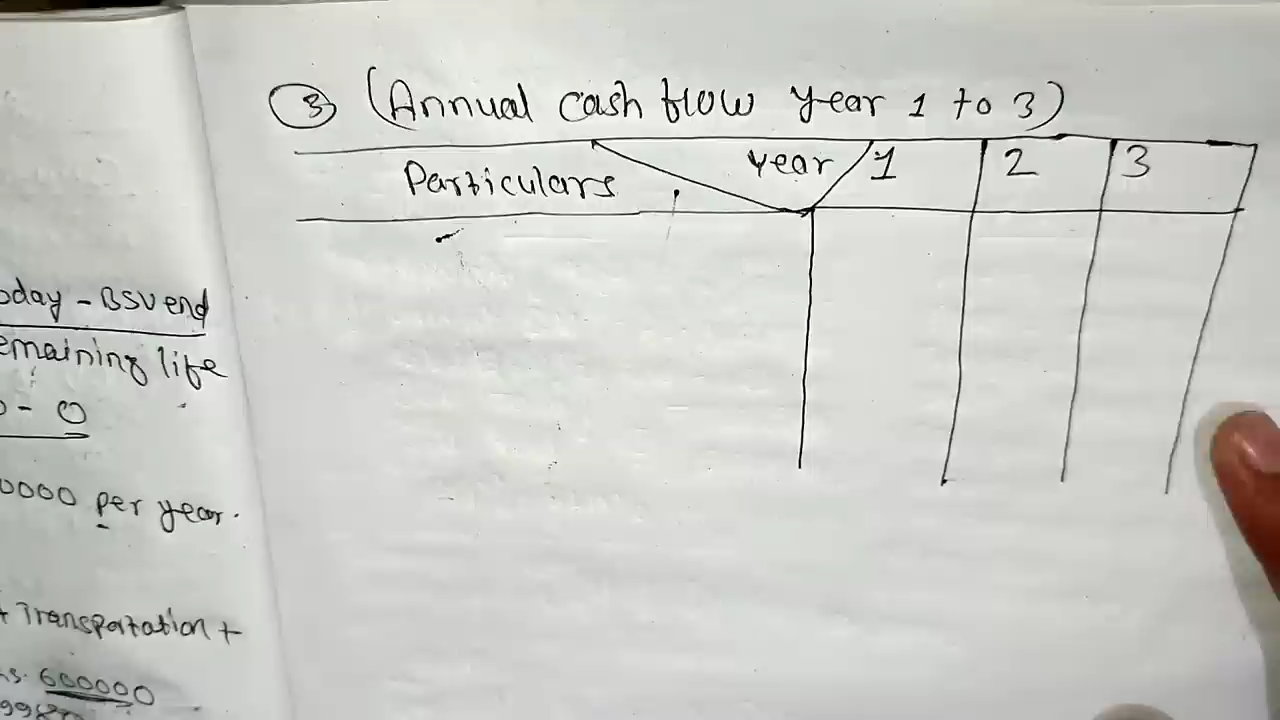 3 (Annual cash flow year 1 to 3)
Particulars year 1 2 3
oday - BSV end
emaining life
0 - 0
0000 per year.
+ Transportation +
s. 600000